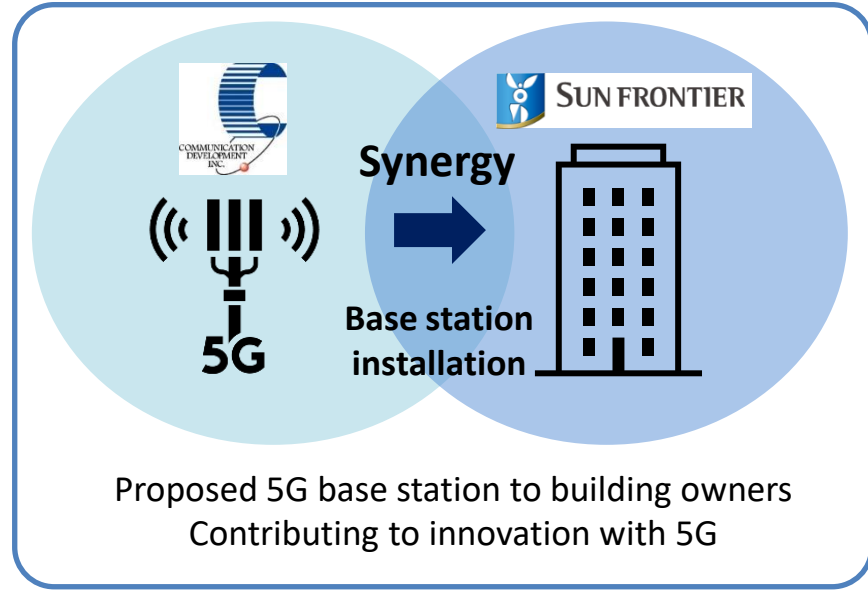 COMMUNICATION
DEVELOPMENT
INC.
SUN FRONTIER
Synergy
5G
Base station
installation
Proposed 5G base station to building owners
Contributing to innovation with 5G